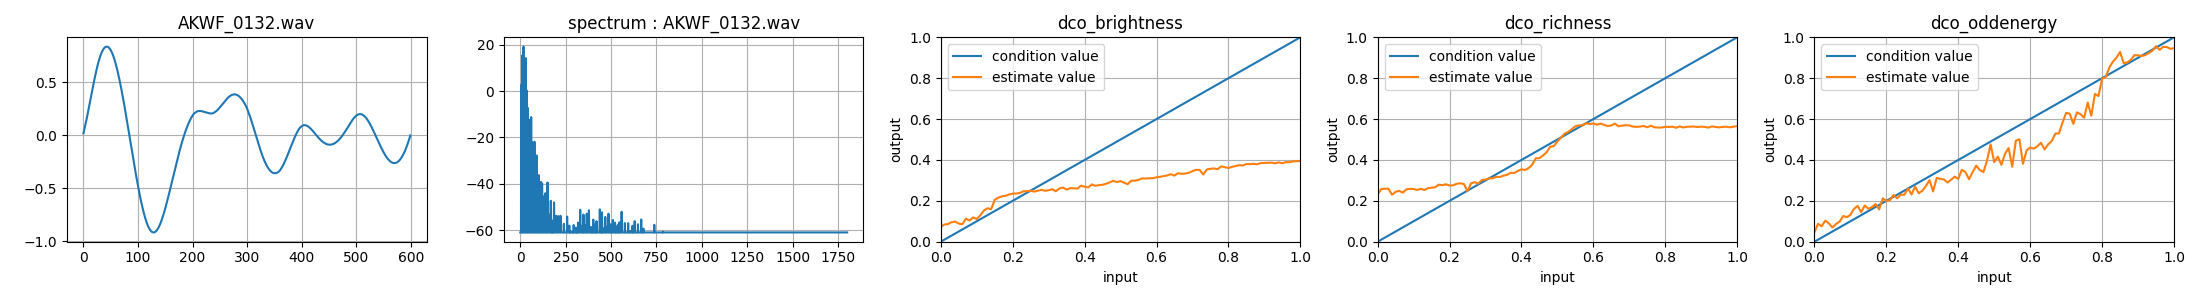 AKWF_0132.wav
0.5
0.0
−0.5
−1.0
0 100 200 300 400 500 600
spectrum : AKWF_0132.wav
20
0
−20
−40
−60
0 250 500 750 1000 1250 1500 1750
dco_brightness
condition value
estimate value
output
1.0
0.8
0.6
0.4
0.2
0.0
0.0 0.2 0.4 0.6 0.8 1.0
input
dco_richness
condition value
estimate value
output
1.0
0.8
0.6
0.4
0.2
0.0
0.0 0.2 0.4 0.6 0.8 1.0
input
dco_oddenergy
condition value
estimate value
output
1.0
0.8
0.6
0.4
0.2
0.0
0.0 0.2 0.4 0.6 0.8 1.0
input